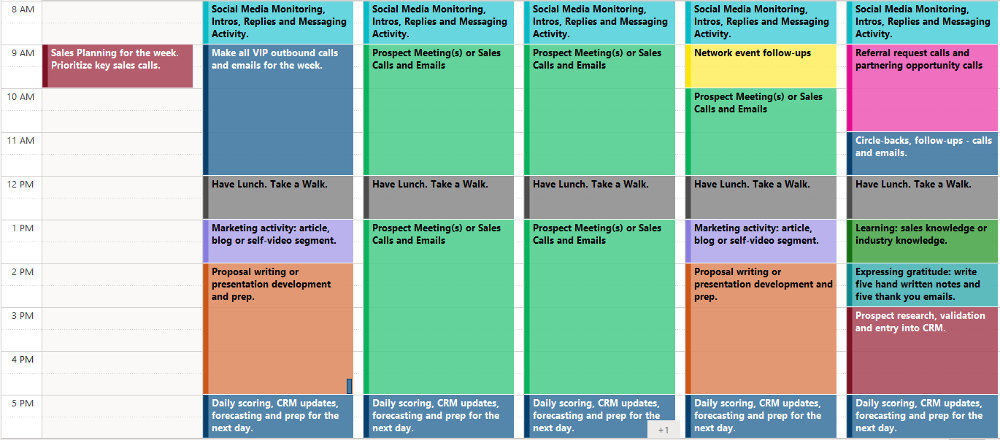 8 AM
9 AM
10 AM
11 AM
12 PM
1 PM
2 PM
3 PM
4 PM
5 PM
Sales Planning for the week.
Prioritize key sales calls.
Social Media Monitoring,
Intros, Replies and Messaging
Activity.
Make all VIP outbound calls
and emails for the week.
Have Lunch. Take a Walk.
Marketing activity: article,
blog or self-video segment.
Proposal writing or
presentation development
and prep.
Daily scoring, CRM updates,
forecasting and prep for the
next day.
Social Media Monitoring,
Intros, Replies and Messaging
Activity.
Prospect Meeting(s) or Sales
Calls and Emails
Have Lunch. Take a Walk.
Prospect Meeting(s) or Sales
Calls and Emails
Daily scoring, CRM updates,
forecasting and prep for the
next day.
Social Media Monitoring,
Intros, Replies and Messaging
Activity.
Prospect Meeting(s) or Sales
Calls and Emails
Have Lunch. Take a Walk.
Prospect Meeting(s) or Sales
Calls and Emails
Daily scoring, CRM updates,
forecasting and prep for the
next day.
+1
Social Media Monitoring,
Intros, Replies and Messaging
Activity.
Network event follow-ups
Prospect Meeting(s) or Sales
Calls and Emails
Have Lunch. Take a Walk.
Marketing activity: article,
blog or self-video segment.
Proposal writing or
presentation development and
prep.
Daily scoring, CRM updates,
forecasting and prep for the
next day.
Social Media Monitoring,
Intros, Replies and Messaging
Activity.
Referral request calls and
partnering opportunity calls
Circle-backs, follow-ups - calls
and emails.
Have Lunch. Take a Walk.
Learning: sales knowledge or
industry knowledge.
Expressing gratitude: write
five hand written notes and
five thank you emails.
Prospect research, validation
and entry into CRM.
Daily scoring, CRM updates,
forecasting and prep for the
next day.